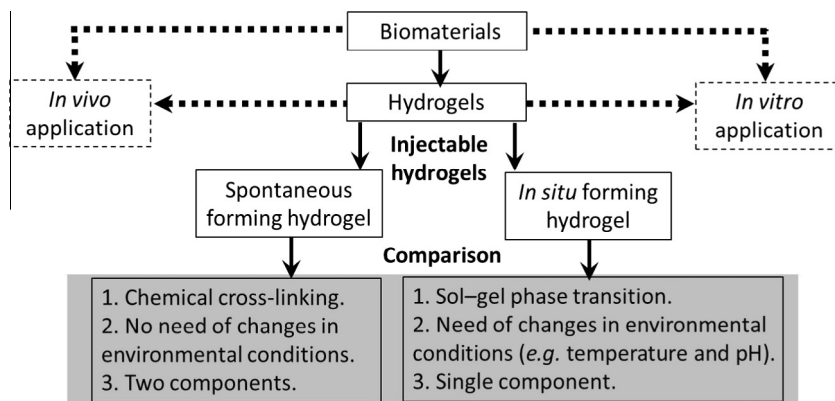 Biomaterials
In vivo
application
Hydrogels
In vitro
application
Injectable
hydrogels
Spontaneous
forming hydrogel
In situ forming
hydrogel
Comparison
1. Chemical cross-linking.
2. No need of changes in
environmental conditions.
3. Two components.
1. Sol–gel phase transition.
2. Need of changes in environmental
conditions (e.g. temperature and pH).
3. Single component.